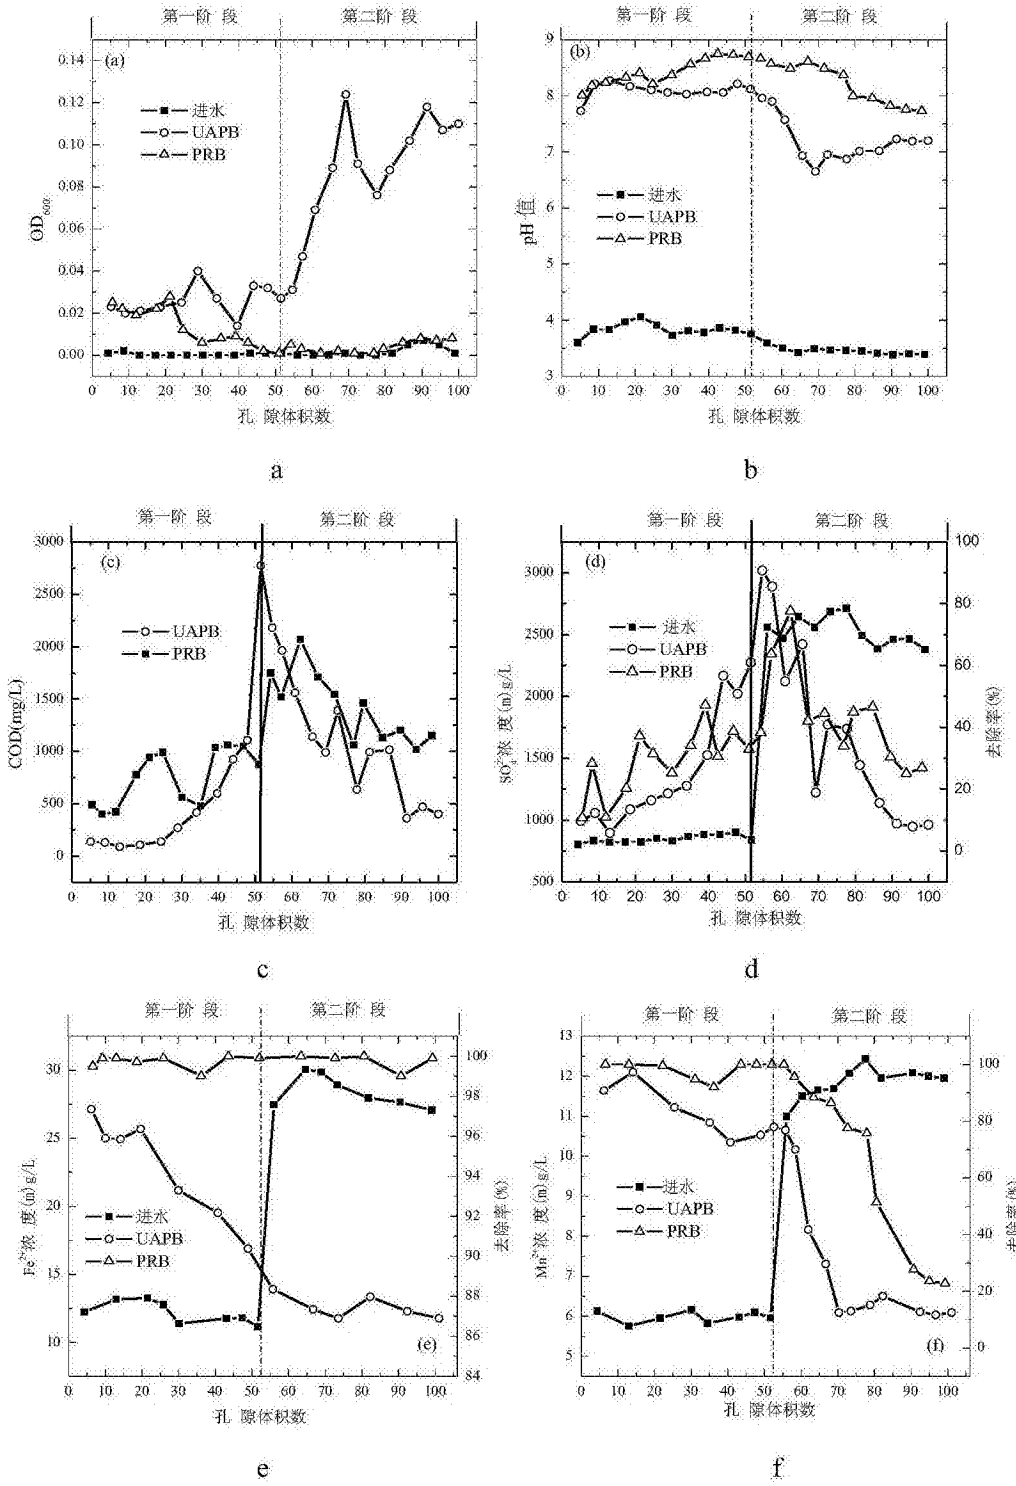 第一阶 段 第二阶 段
(a)
进水
UAPB
PRB
OD600
0.14
0.12
0.10
0.08
0.06
0.04
0.02
0.00
0 10 20 30 40 50 60 70 80 90 100
孔 隙体积数
a
第一阶 段 第二阶 段
(b)
进水
UAPB
PRB
pH 值
9
8
7
6
5
4
3
0 10 20 30 40 50 60 70 80 90 100
孔 隙体积数
b
第一阶 段 第二阶 段
(c)
UAPB
PRB
COD(mg/L)
3000
2500
2000
1500
1000
500
0
0 10 20 30 40 50 60 70 80 90 100
孔 隙体积数
c
第一阶 段 第二阶 段
(d)
进水
UAPB
PRB
SO₄²⁻浓 度(m)g/L
3000
2500
2000
1500
1000
500
100
80
60
40
20
0
去除率(%)
0 10 20 30 40 50 60 70 80 90 100
孔 隙体积数
d
第一阶 段 第二阶 段
进水
UAPB
PRB
(e)
Fe²⁺浓 度(m)g/L
30
25
20
15
10
100
98
96
94
92
90
88
86
84
去除率(%)
0 10 20 30 40 50 60 70 80 90 100
孔 隙体积数
e
第一阶 段 第二阶 段
进水
UAPB
PRB
(f)
Mn²⁺浓 度(m)g/L
13
12
11
10
9
8
7
6
5
100
80
60
40
20
0
去除率(%)
0 10 20 30 40 50 60 70 80 90 100
孔 隙体积数
f